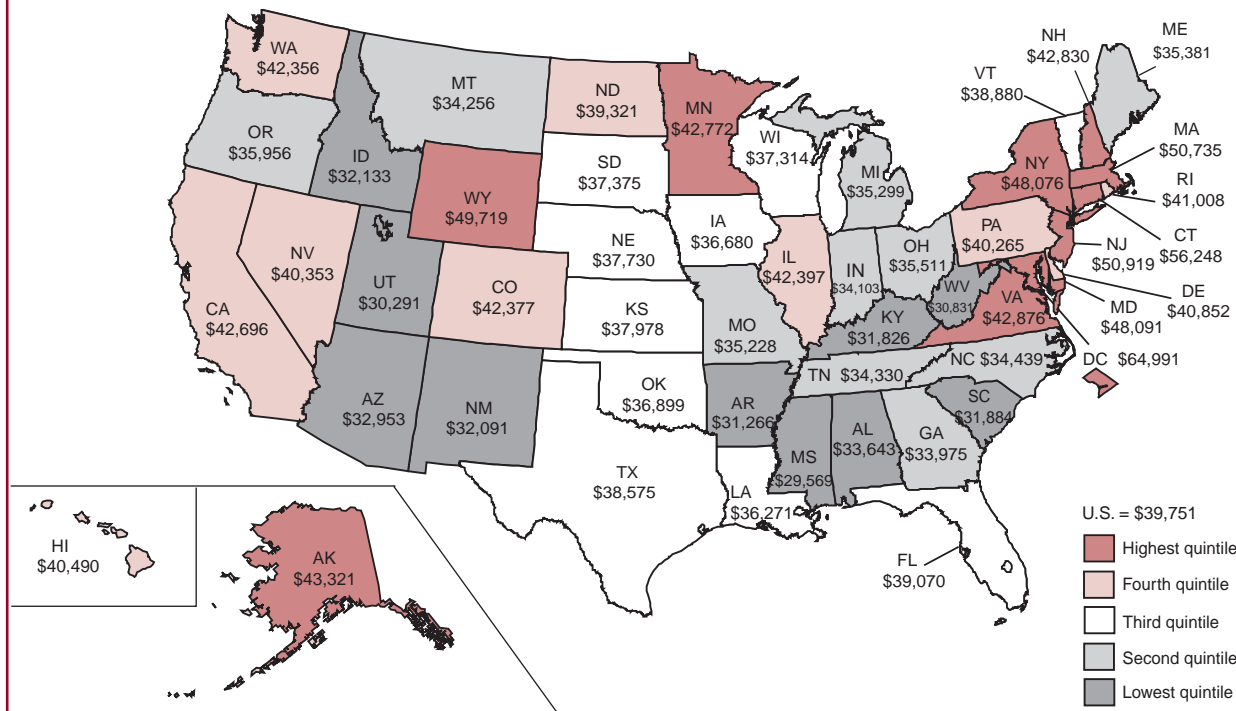 WA
$42,356
MT
$34,256
ND
$39,321
MN
$42,772
OR
$35,956
ID
$32,133
WY
$49,719
SD
$37,375
WI
$37,314
MI
$35,299
NH
$42,830
ME
$35,381
VT
$38,880
MA
$50,735
NY
$48,076
RI
$41,008
CT
$56,248
NJ
$50,919
PA
$40,265
DE
$40,852
MD
$48,091
DC $64,991
NV
$40,353
CA
$42,696
UT
$30,291
CO
$42,377
NE
$37,730
IA
$36,680
IL
$42,397
IN
$34,103
OH
$35,511
WV
$30,831
VA
$42,876
KS
$37,978
MO
$35,228
KY
$31,826
NC $34,439
TN $34,330
AZ
$32,953
NM
$32,091
OK
$36,899
AR
$31,266
SC
$31,884
MS
$29,569
AL
$33,643
GA
$33,975
TX
$38,575
LA
$36,271
FL
$39,070
HI
$40,490
AK
$43,321
U.S. = $39,751
Highest quintile
Fourth quintile
Third quintile
Second quintile
Lowest quintile